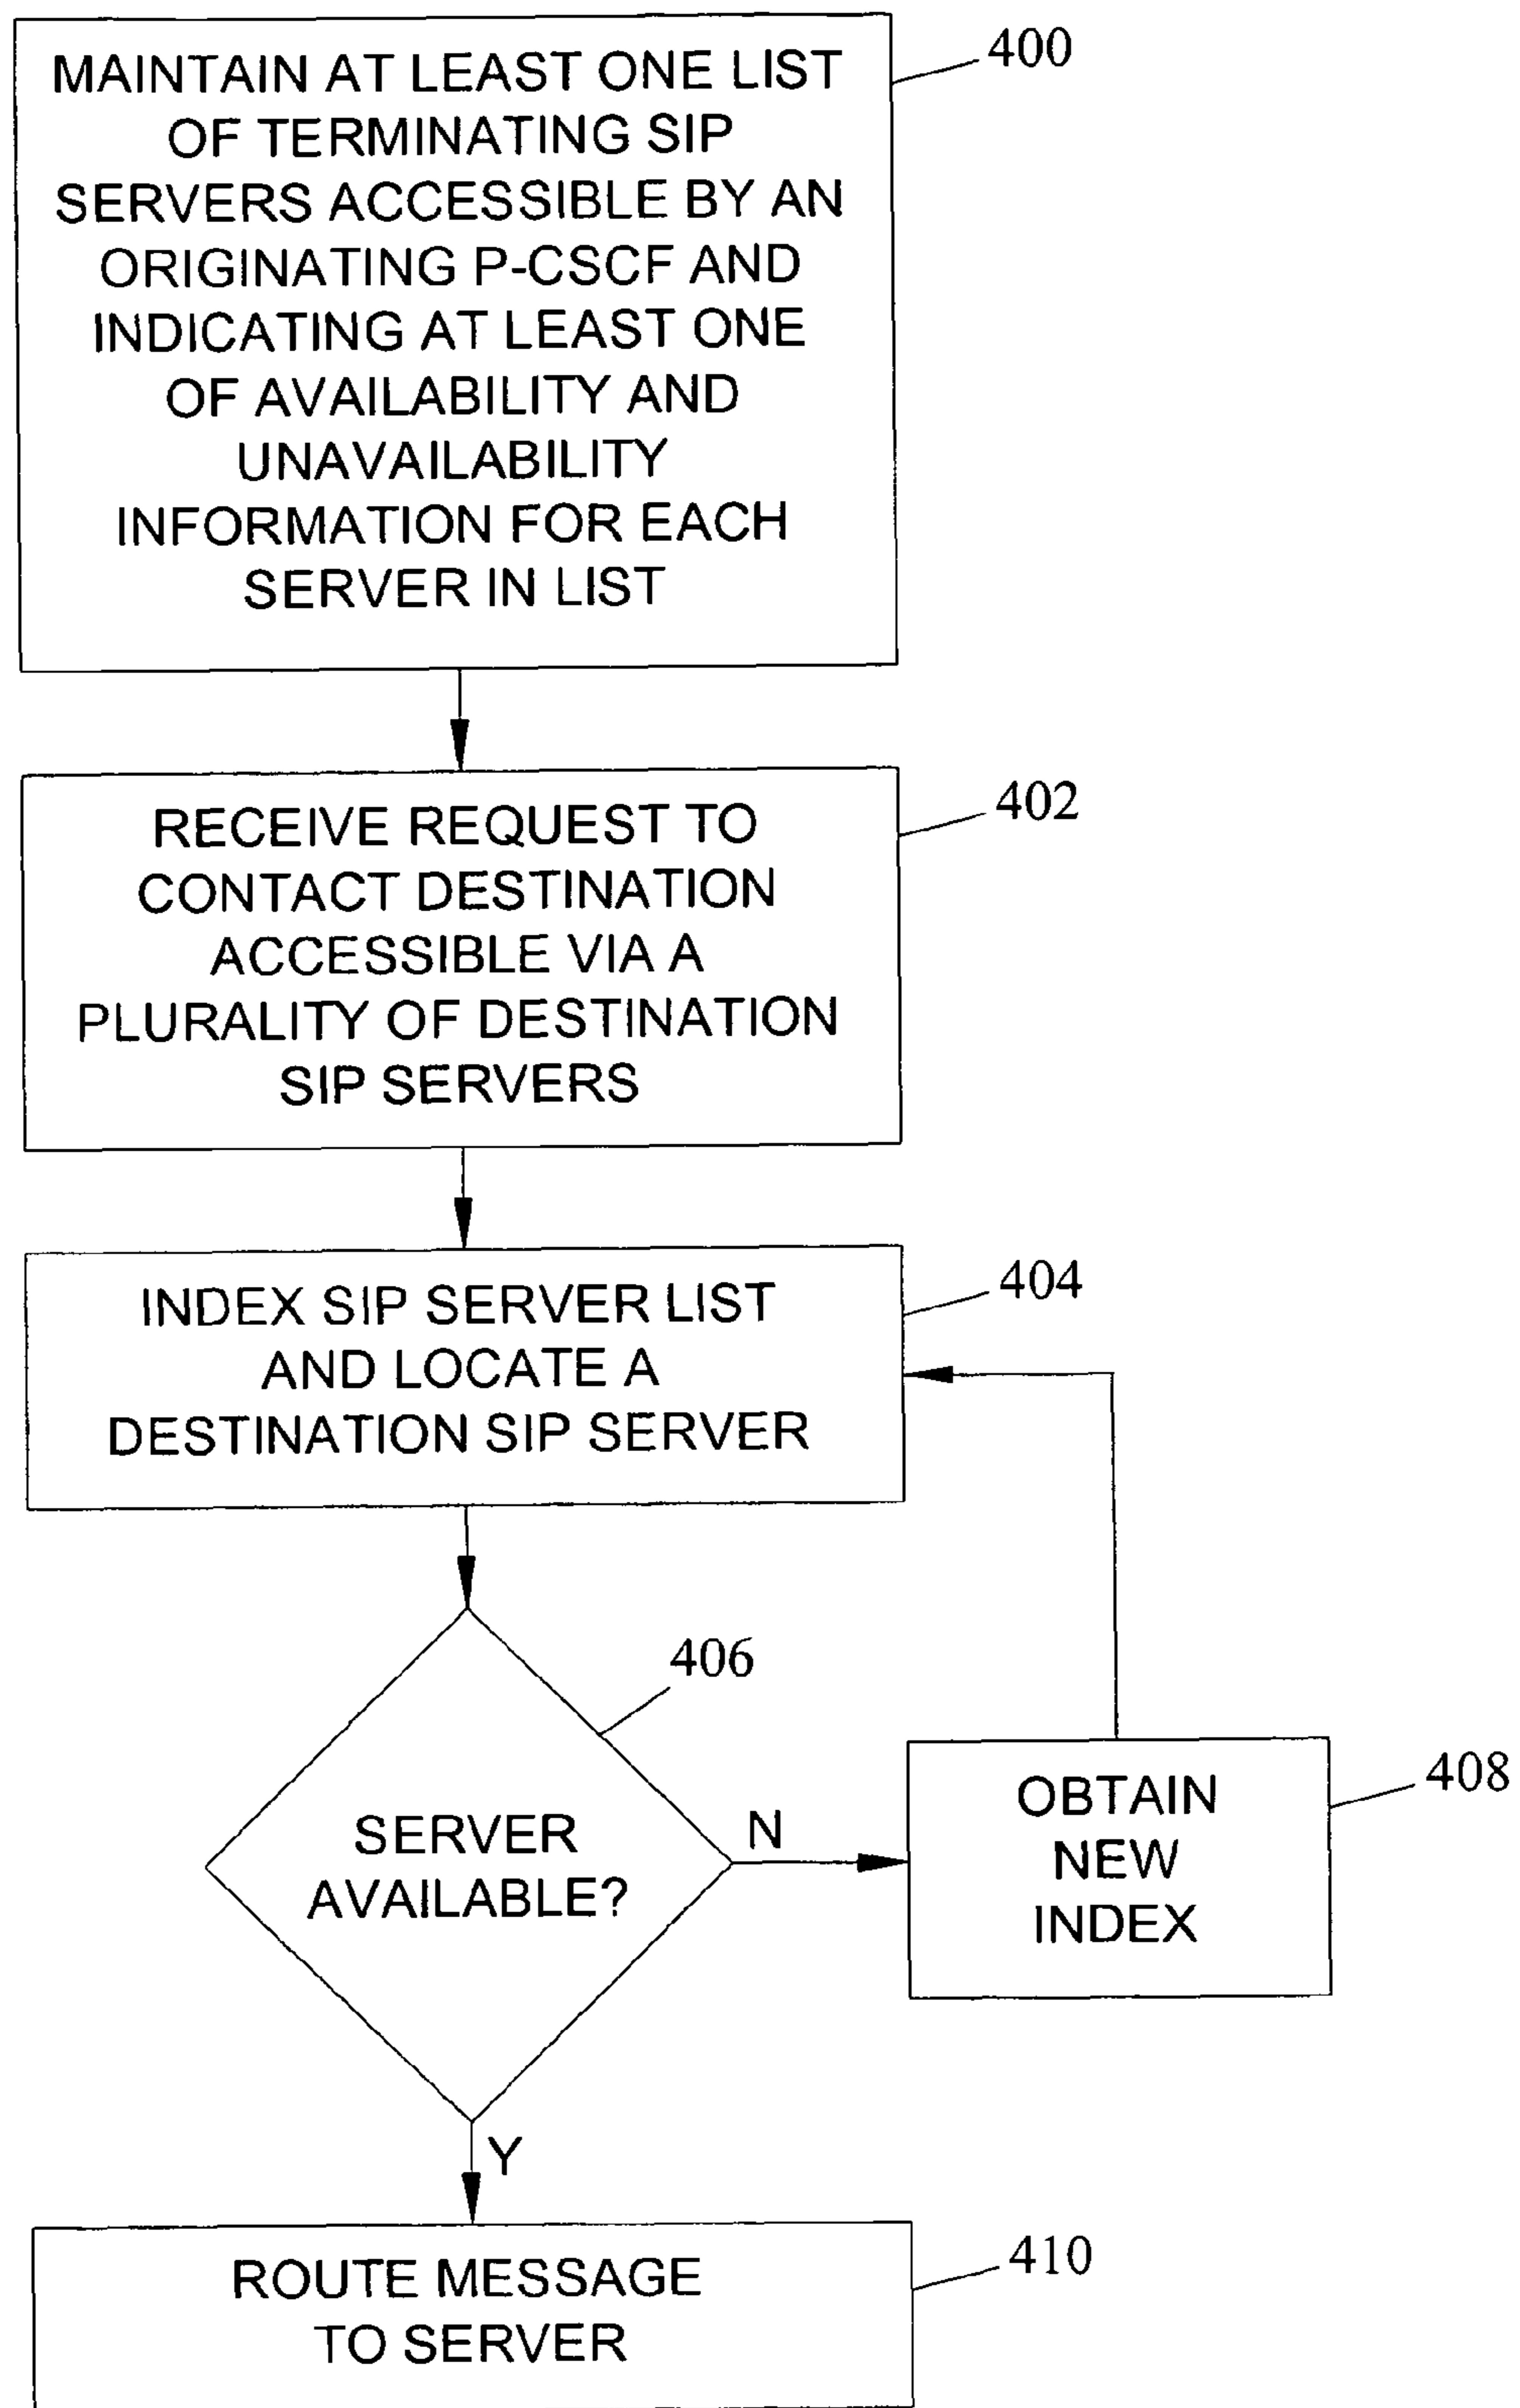 MAINTAIN AT LEAST ONE LIST
OF TERMINATING SIP
SERVERS ACCESSIBLE BY AN
ORIGINATING P-CSCF AND
INDICATING AT LEAST ONE
OF AVAILABILITY AND
UNAVAILABILITY
INFORMATION FOR EACH
SERVER IN LIST
400
RECEIVE REQUEST TO
CONTACT DESTINATION
ACCESSIBLE VIA A
PLURALITY OF DESTINATION
SIP SERVERS
402
INDEX SIP SERVER LIST
AND LOCATE A
DESTINATION SIP SERVER
404
SERVER
AVAILABLE?
406
N
OBTAIN
NEW
INDEX
408
Y
ROUTE MESSAGE
TO SERVER
410